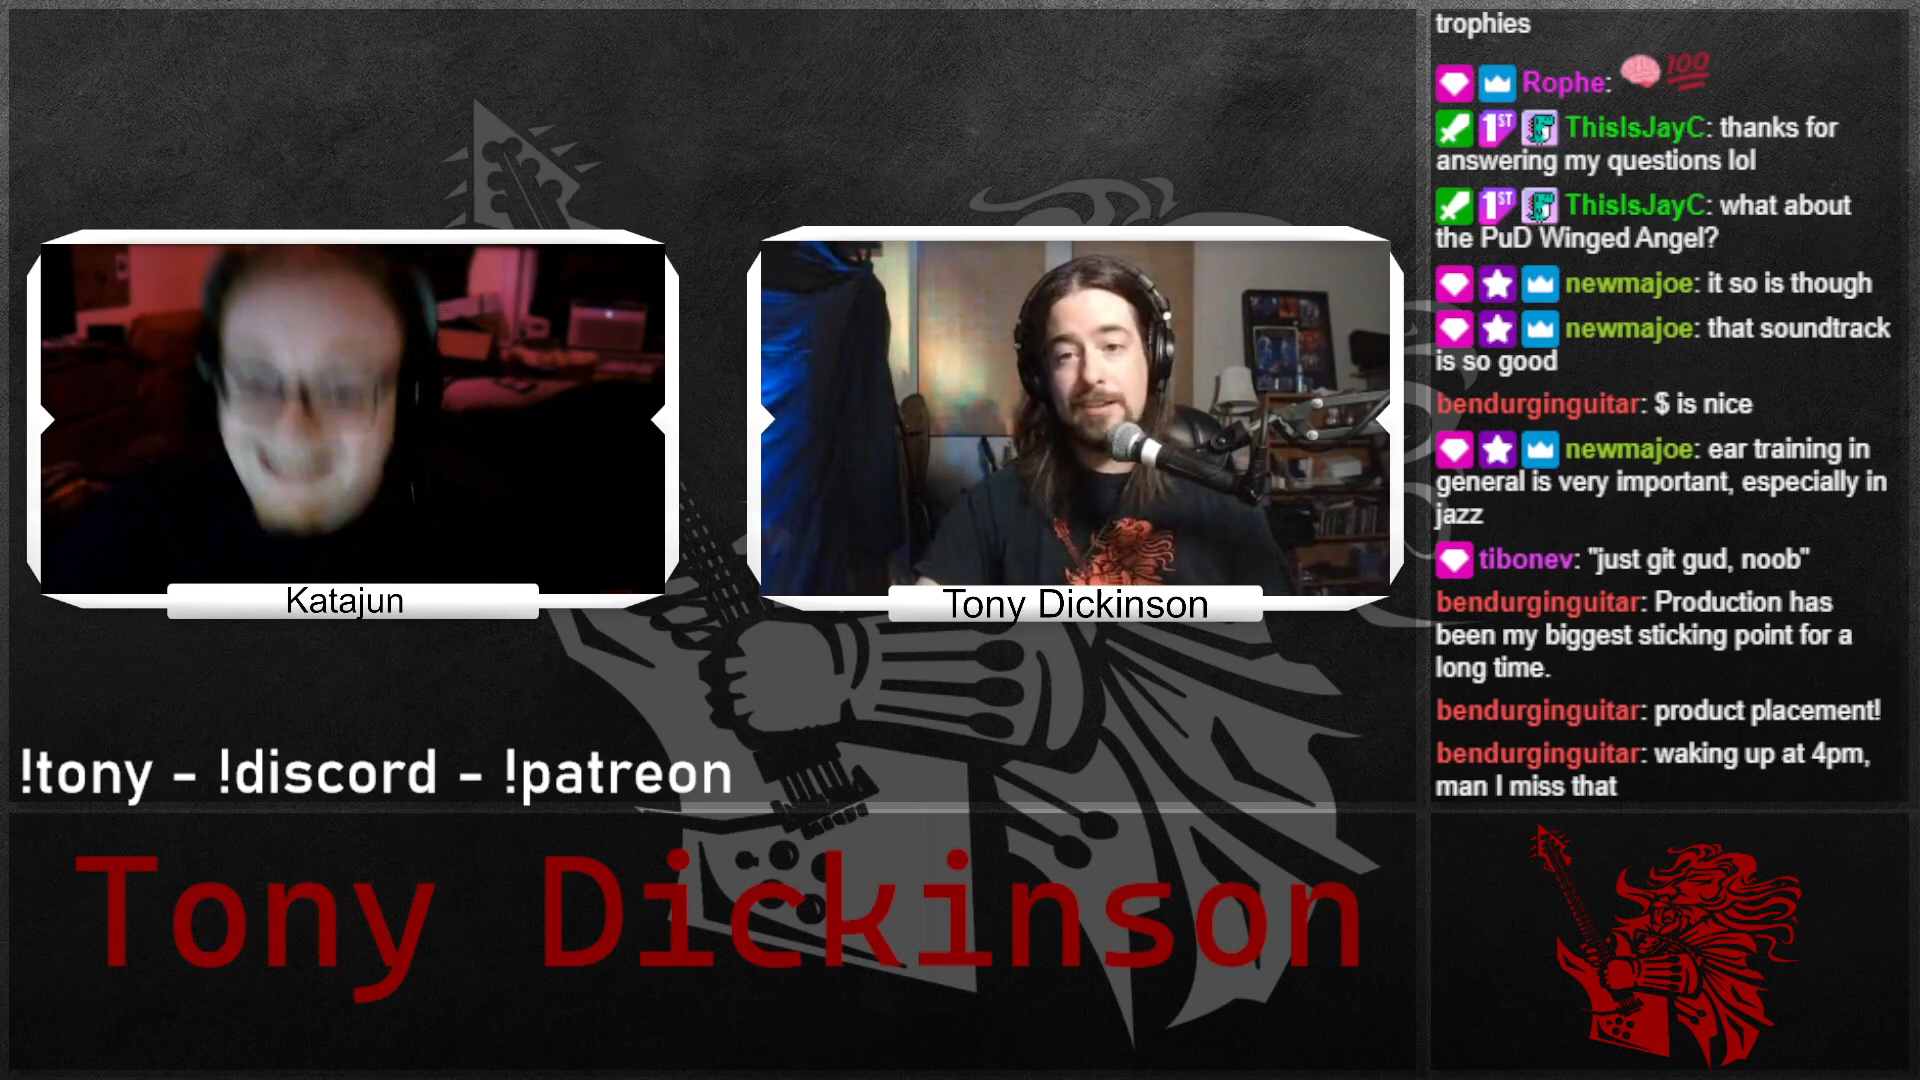 Katajun
Tony Dickinson
!tony - !discord - !patreon
Tony Dickinson
trophies
Rophe: 🧠💯
1ST ThisIsJayC: thanks for
answering my questions lol
1ST ThisIsJayC: what about
the PuD Winged Angel?
newmajoe: it so is though
newmajoe: that soundtrack
is so good
bendurginguitar: $ is nice
newmajoe: ear training in
general is very important, especially in
jazz
tibonev: "just git gud, noob"
bendurginguitar: Production has
been my biggest sticking point for a
long time.
bendurginguitar: product placement!
bendurginguitar: waking up at 4pm,
man I miss that